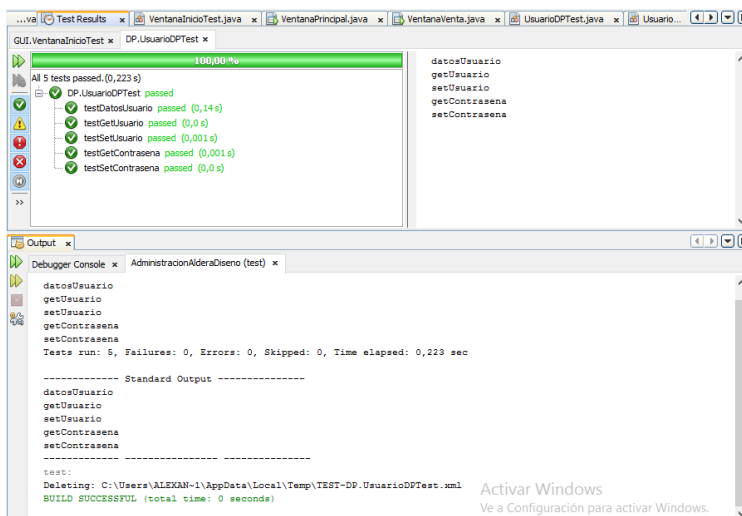 ...va Test Results x VentanaInicioTest.java x VentanaPrincipal.java x VentanaVenta.java x UsuarioDPTest.java x Usuario...
GUI.VentanaInicioTest x DP.UsuarioDPTest x
100,00 %
All 5 tests passed.(0,223 s)
DP.UsuarioDPTest passed
testDatosUsuario passed (0,14 s)
testGetUsuario passed (0,0 s)
testSetUsuario passed (0,001 s)
testGetContrasena passed (0,001 s)
testSetContrasena passed (0,0 s)
>>
datosUsuario
getUsuario
setUsuario
getContrasena
setContrasena
Output x
Debugger Console x AdministracionAlderaDiseno (test) x
datosUsuario
getUsuario
setUsuario
getContrasena
setContrasena
Tests run: 5, Failures: 0, Errors: 0, Skipped: 0, Time elapsed: 0,223 sec
------------- Standard Output ---------------
datosUsuario
getUsuario
setUsuario
getContrasena
setContrasena
------------- ---------------- ---------------
test:
Deleting: C:\Users\ALEXAN~1\AppData\Local\Temp\TEST-DP.UsuarioDPTest.xml
BUILD SUCCESSFUL (total time: 0 seconds)
Activar Windows
Ve a Configuración para activar Windows.